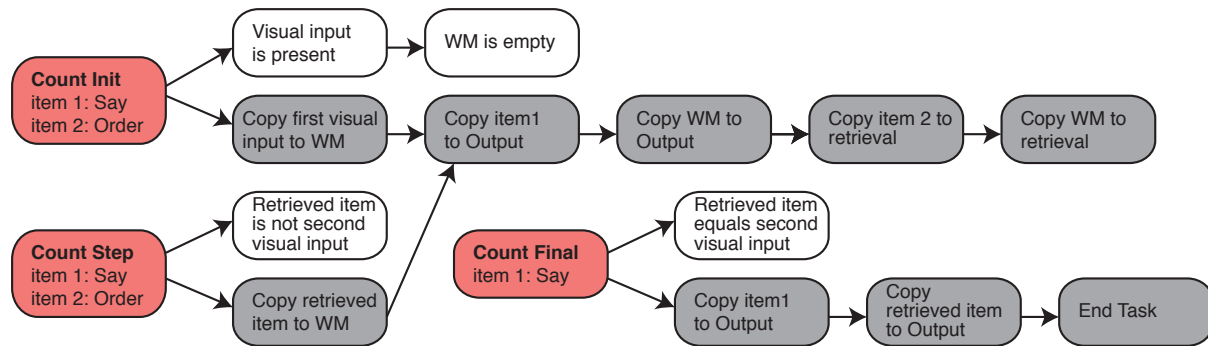 Visual input
is present
WM is empty
Count Init
item 1: Say
item 2: Order
Copy first visual
input to WM
Copy item1
to Output
Copy WM to
Output
Copy item 2 to
retrieval
Copy WM to
retrieval
Retrieved item
is not second
visual input
Count Step
item 1: Say
item 2: Order
Copy retrieved
item to WM
Retrieved item
equals second
visual input
Count Final
item 1: Say
Copy item1
to Output
Copy
retrieved item
to Output
End Task